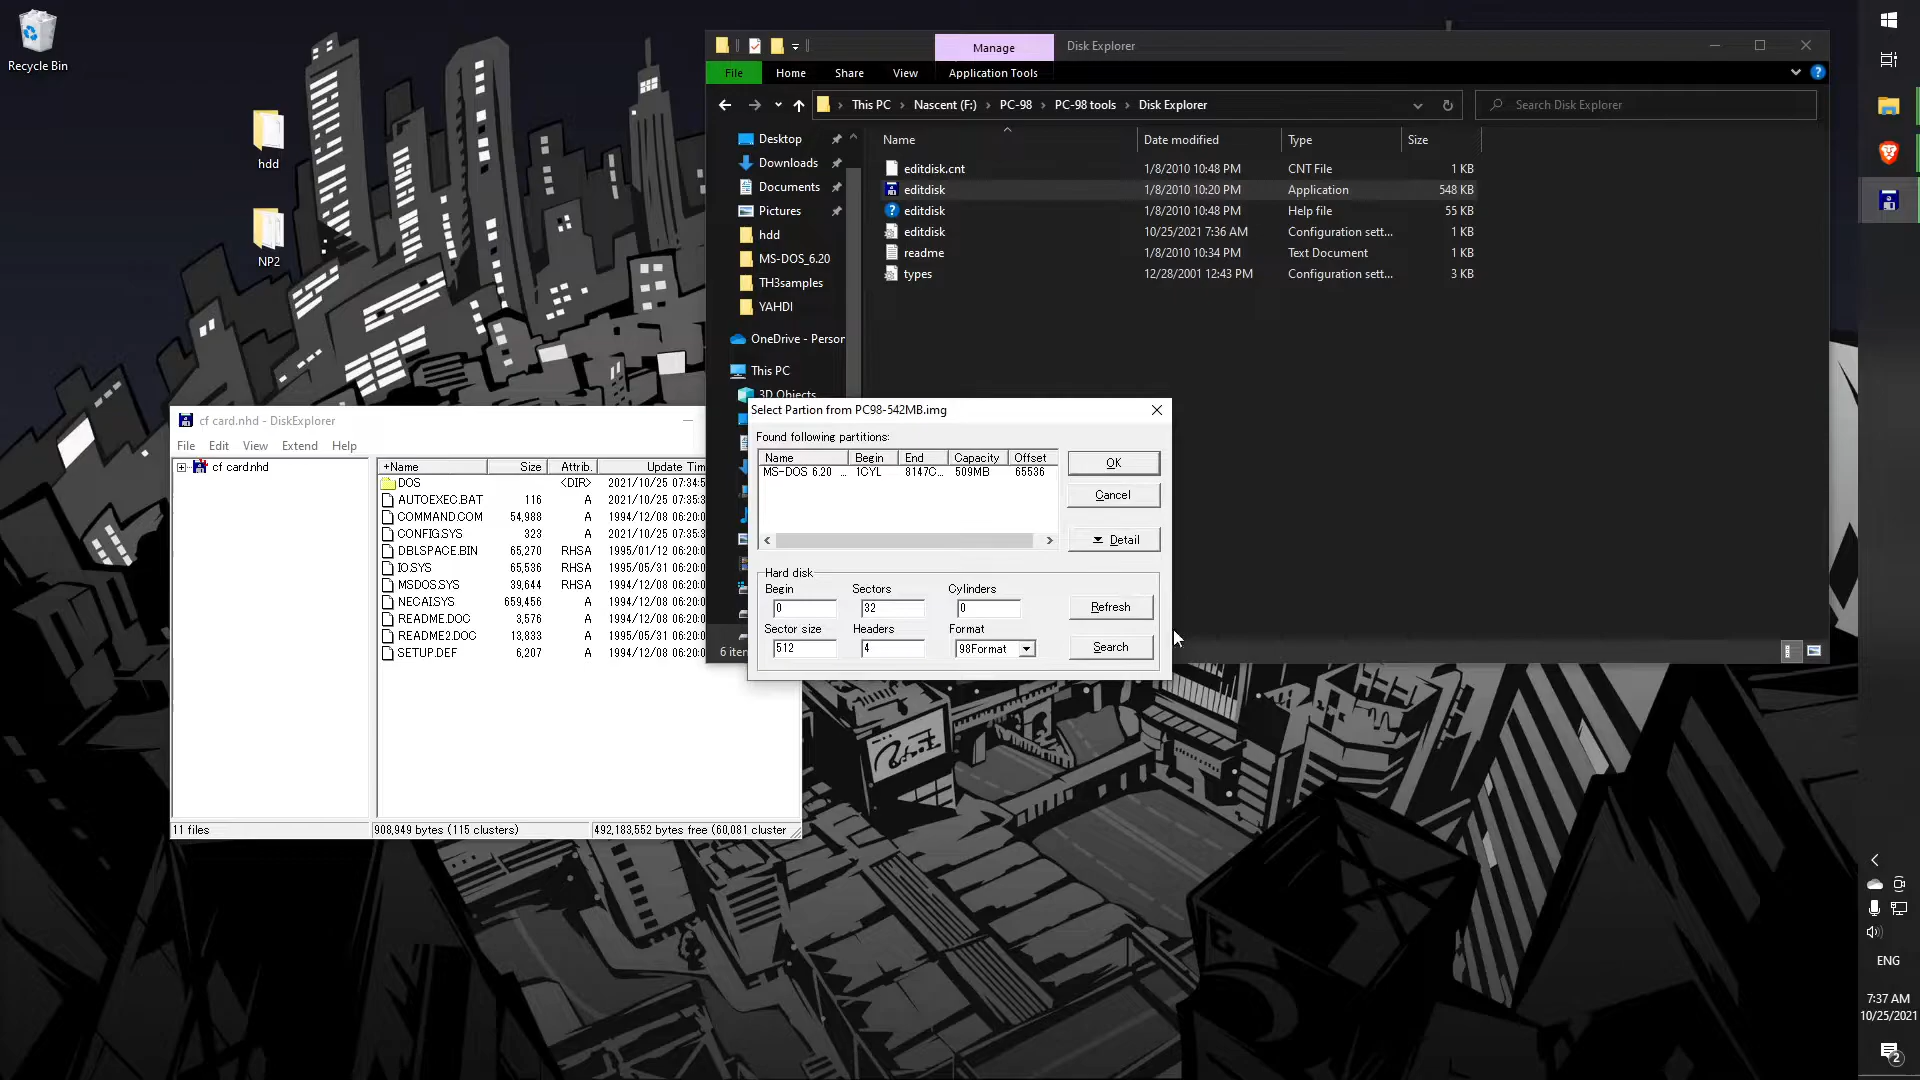 Recycle Bin
hdd
NP2
Manage
Disk Explorer
File
Home
Share
View
Application Tools
This PC
Nascent (F:)
PC-98
PC-98 tools
Disk Explorer
Search Disk Explorer
Desktop
Downloads
Documents
Pictures
hdd
MS-DOS_6.20
TH3samples
YAHDI
OneDrive - Person
This PC
3D Objects
Name Date modified Type Size
editdisk.cnt 1/8/2010 10:48 PM CNT File 1 KB
editdisk 1/8/2010 10:20 PM Application 548 KB
editdisk 1/8/2010 10:48 PM Help file 55 KB
editdisk 10/25/2021 7:36 AM Configuration sett... 1 KB
readme 1/8/2010 10:34 PM Text Document 1 KB
types 12/28/2001 12:43 PM Configuration sett... 3 KB
6 item
cf card.nhd - DiskExplorer
File Edit View Extend Help
cf card.nhd
+Name Size Attrib. Update Tim
DOS <DIR> 2021/10/25 07:34:5
AUTOEXEC.BAT 116 A 2021/10/25 07:35:3
COMMAND.COM 54,988 A 1994/12/08 06:20:0
CONFIG.SYS 323 A 2021/10/25 07:35:3
DBLSPACE.BIN 65,270 RHSA 1995/01/12 06:20:0
IO.SYS 65,536 RHSA 1995/05/31 06:20:0
MSDOS.SYS 39,644 RHSA 1994/12/08 06:20:0
NECAI.SYS 659,456 A 1994/12/08 06:20:0
README.DOC 3,576 A 1994/12/08 06:20:0
README2.DOC 13,833 A 1995/05/31 06:20:0
SETUP.DEF 6,207 A 1994/12/08 06:20:0
11 files
908,949 bytes (115 clusters)
492,183,552 bytes free (60,081 cluster
Select Partion from PC98-542MB.img
Found following partitions:
Name Begin End Capacity Offset
MS-DOS 6.20 ... 1CYL 8147C... 509MB 65536
OK
Cancel
Detail
Hard disk
Begin Sectors Cylinders
0 32 0
Refresh
Sector size Headers Format
512 4 98Format
Search
ENG
7:37 AM
10/25/2021
2